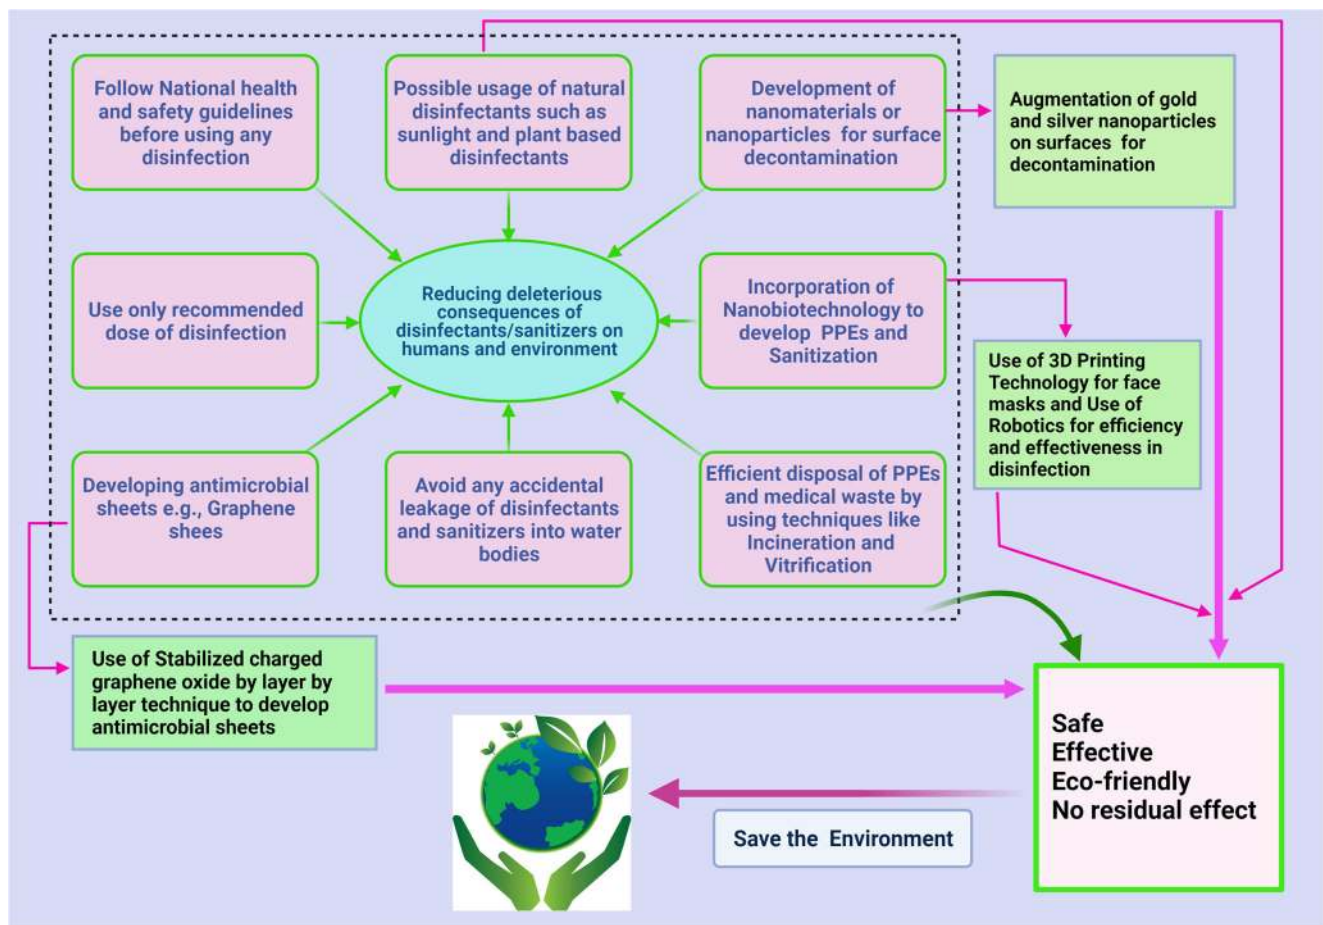 Follow National health
and safety guidelines
before using any
disinfection
Possible usage of natural
disinfectants such as
sunlight and plant based
disinfectants
Development of
nanomaterials or
nanoparticles for surface
decontamination
Augmentation of gold
and silver nanoparticles
on surfaces for
decontamination
Use only recommended
dose of disinfection
Reducing deleterious
consequences of
disinfectants/sanitizers on
humans and environment
Incorporation of
Nanobiotechnology to
develop PPEs and
Sanitization
Use of 3D Printing
Technology for face
masks and Use of
Robotics for efficiency
and effectiveness in
disinfection
Developing antimicrobial
sheets e.g., Graphene
shees
Avoid any accidental
leakage of disinfectants
and sanitizers into water
bodies
Efficient disposal of PPEs
and medical waste by
using techniques like
Incineration and
Vitrification
Use of Stabilized charged
graphene oxide by layer by
layer technique to develop
antimicrobial sheets
Safe
Effective
Eco-friendly
No residual effect
Save the Environment